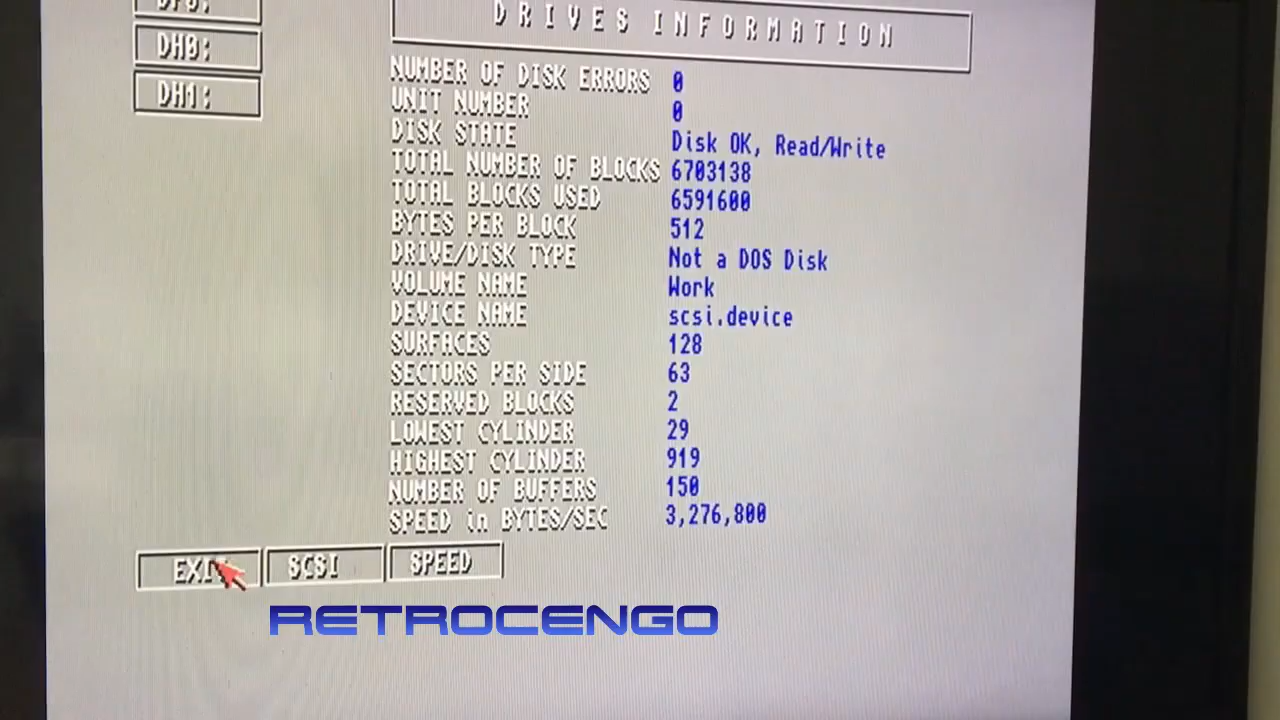 DF0:
DH0:
DH1:
DRIVES INFORMATION
NUMBER OF DISK ERRORS 0
UNIT NUMBER 0
DISK STATE Disk OK, Read/Write
TOTAL NUMBER OF BLOCKS 6703138
TOTAL BLOCKS USED 6591600
BYTES PER BLOCK 512
DRIVE/DISK TYPE Not a DOS Disk
VOLUME NAME Work
DEVICE NAME scsi.device
SURFACES 128
SECTORS PER SIDE 63
RESERVED BLOCKS 2
LOWEST CYLINDER 29
HIGHEST CYLINDER 919
NUMBER OF BUFFERS 150
SPEED in BYTES/SEC 3,276,800
EXIT SCSI SPEED
RETROCENGO